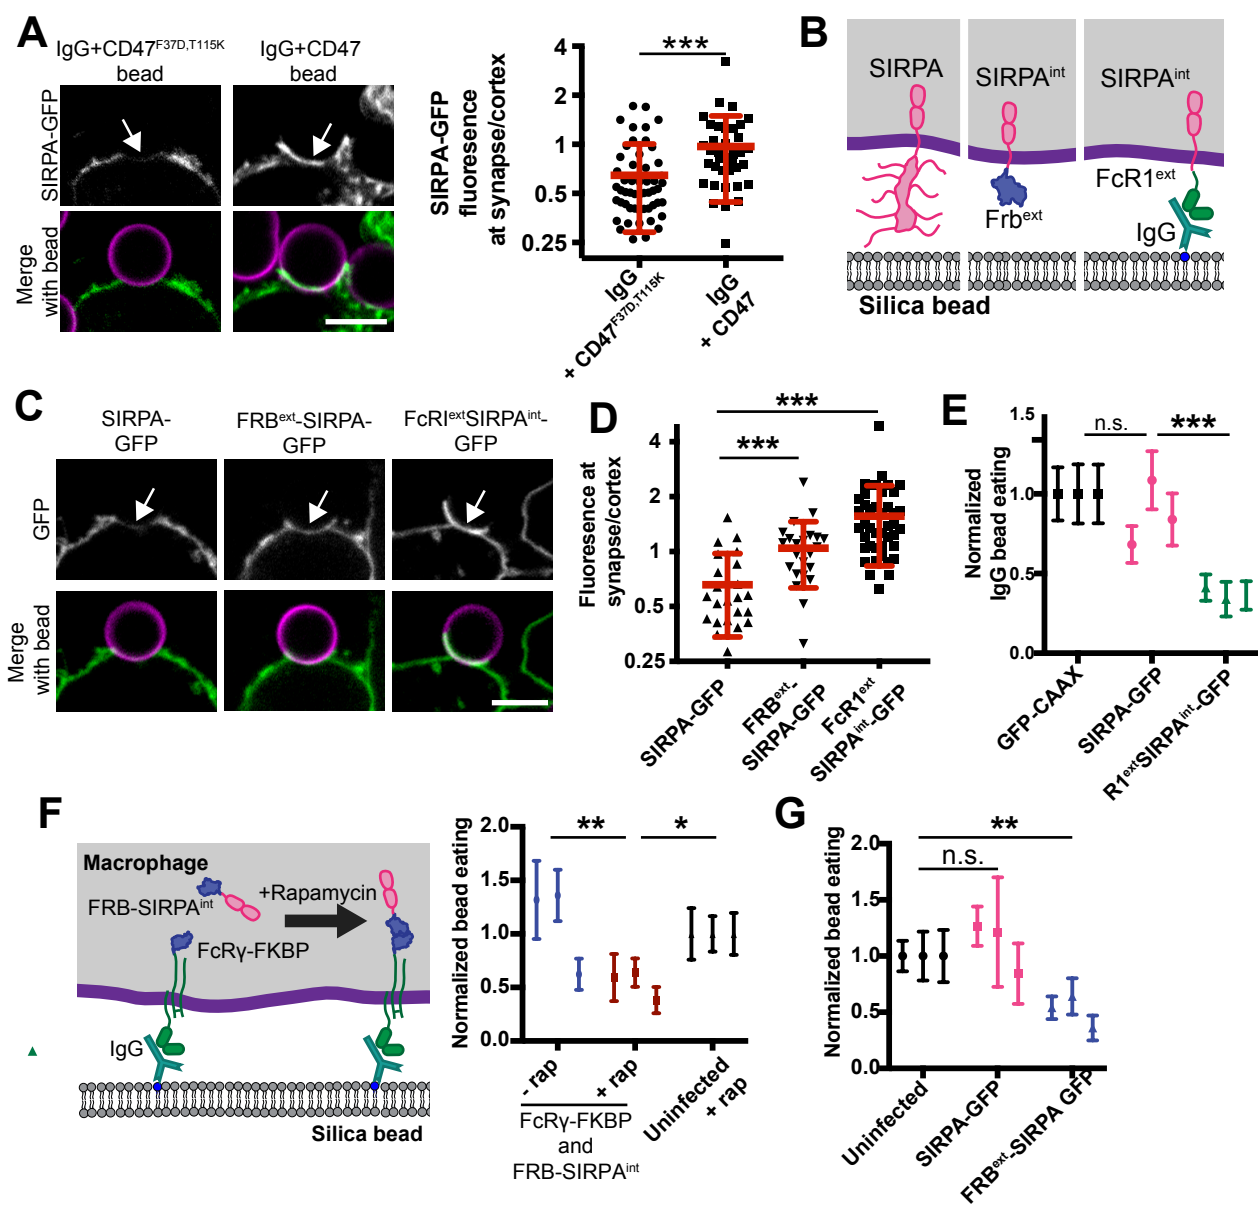 A
IgG+CD47F37D,T115K
bead
IgG+CD47
bead
SIRPA-GFP
Merge
with bead
SIRPA-GFP
fluorescence
at synapse/cortex
4
2
1
0.5
0.25
***
IgG
+ CD47F37D,T115K
IgG
+ CD47
B
SIRPA
SIRPAint
SIRPAint
Frbext
FcR1ext
IgG
Silica bead
C
SIRPA-
GFP
FRBext-SIRPA-
GFP
FcRIextSIRPAint-
GFP
GFP
Merge
with bead
D
Fluorescence at
synapse/cortex
4
2
1
0.5
0.25
***
***
SIRPA-GFP
FRBext-
SIRPA-GFP
FcR1ext
SIRPAint-GFP
E
Normalized
IgG bead eating
1.5
1.0
0.5
0.0
n.s.
***
GFP-CAAX
SIRPA-GFP
R1extSIRPAint-GFP
F
Macrophage
FRB-SIRPAint
+Rapamycin
FcRγ-FKBP
IgG
Silica bead
Normalized bead eating
2.0
1.5
1.0
0.5
0.0
**
*
- rap
+ rap
Uninfected
+ rap
FcRγ-FKBP
and
FRB-SIRPAint
G
Normalized bead eating
2.0
1.5
1.0
0.5
0.0
**
n.s.
Uninfected
SIRPA-GFP
FRBext-SIRPA GFP